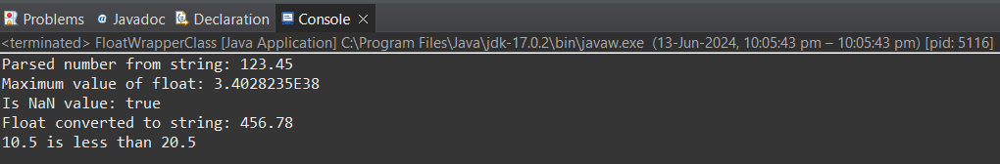 Problems @ Javadoc Declaration Console ×
<terminated> FloatWrapperClass [Java Application] C:\Program Files\Java\jdk-17.0.2\bin\javaw.exe (13-Jun-2024, 10:05:43 pm – 10:05:43 pm) [pid: 5116]
Parsed number from string: 123.45
Maximum value of float: 3.4028235E38
Is NaN value: true
Float converted to string: 456.78
10.5 is less than 20.5